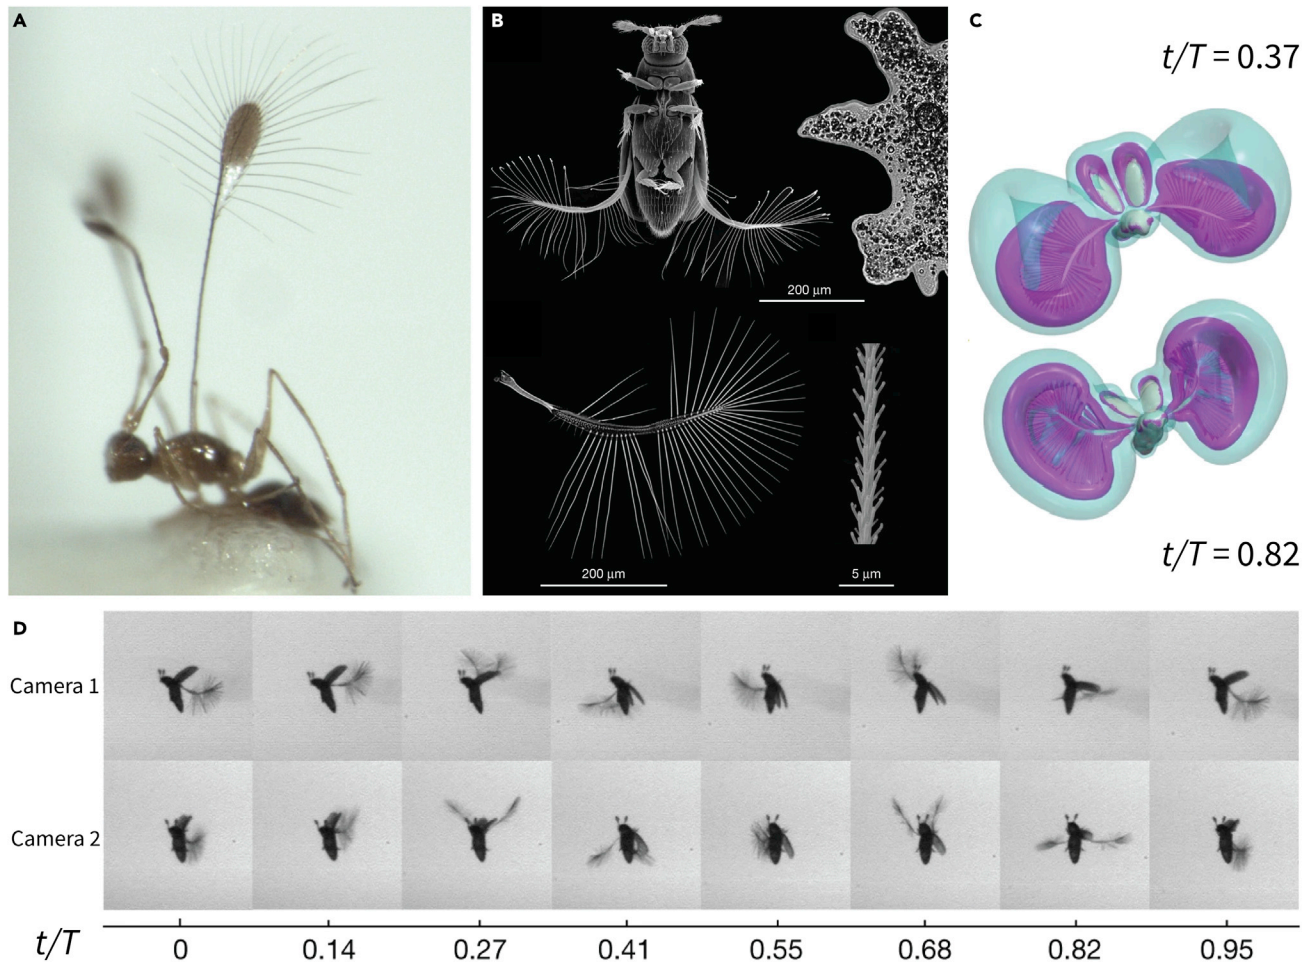 A
B
C
t/T = 0.37
200 μm
200 μm
5 μm
t/T = 0.82
D
Camera 1
Camera 2
t/T
0
0.14
0.27
0.41
0.55
0.68
0.82
0.95